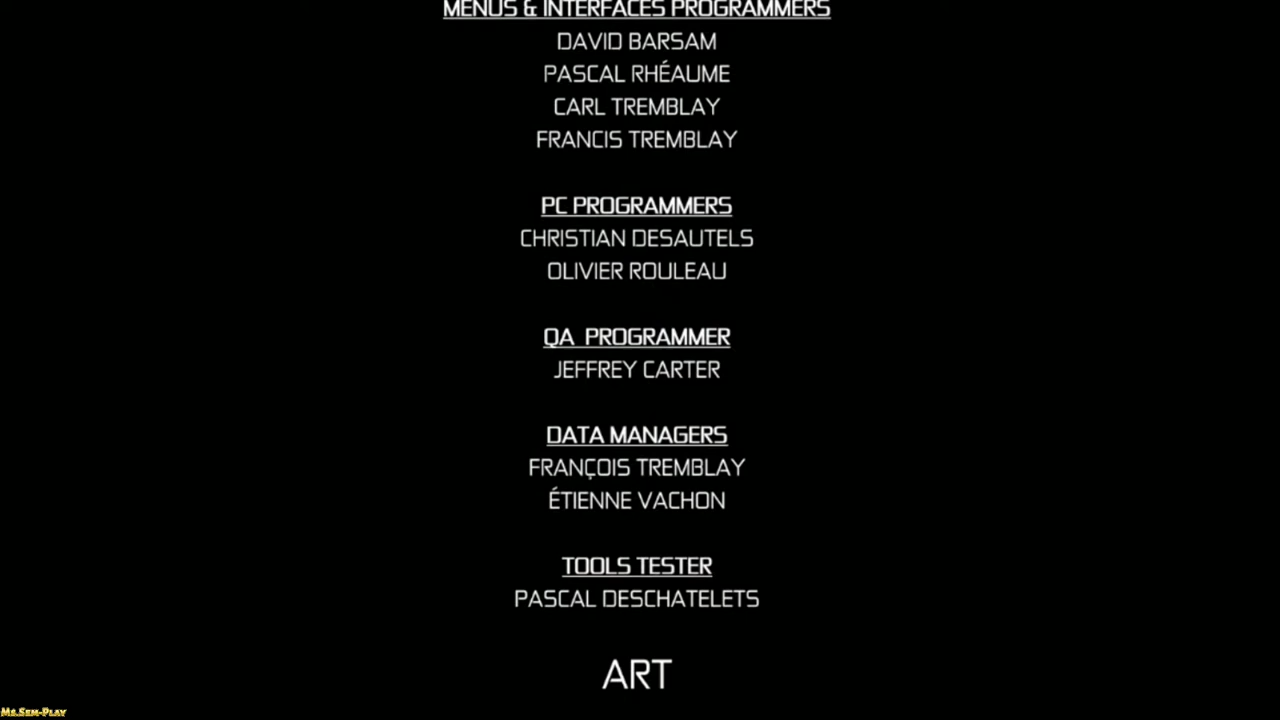 MENUS & INTERFACES PROGRAMMERS
DAVID BARSAM
PASCAL RHÉAUME
CARL TREMBLAY
FRANCIS TREMBLAY
PC PROGRAMMERS
CHRISTIAN DESAUTELS
OLIVIER ROULEAU
QA PROGRAMMER
JEFFREY CARTER
DATA MANAGERS
FRANÇOIS TREMBLAY
ÉTIENNE VACHON
TOOLS TESTER
PASCAL DESCHATELETS
ART
Ms.Sem-Play